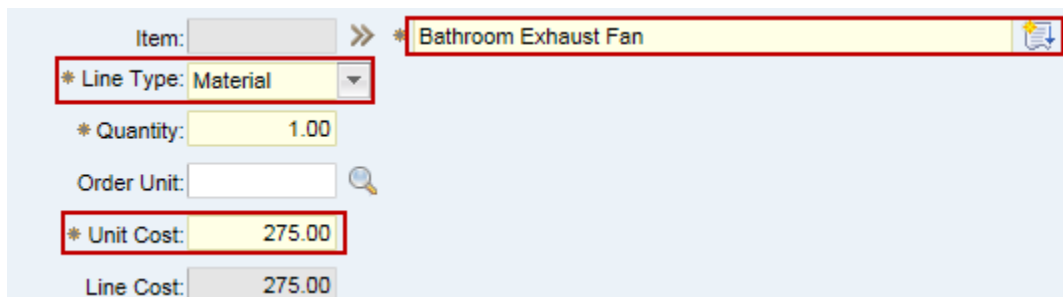 Item: * Bathroom Exhaust Fan
* Line Type: Material
* Quantity: 1.00
Order Unit:
* Unit Cost: 275.00
Line Cost: 275.00